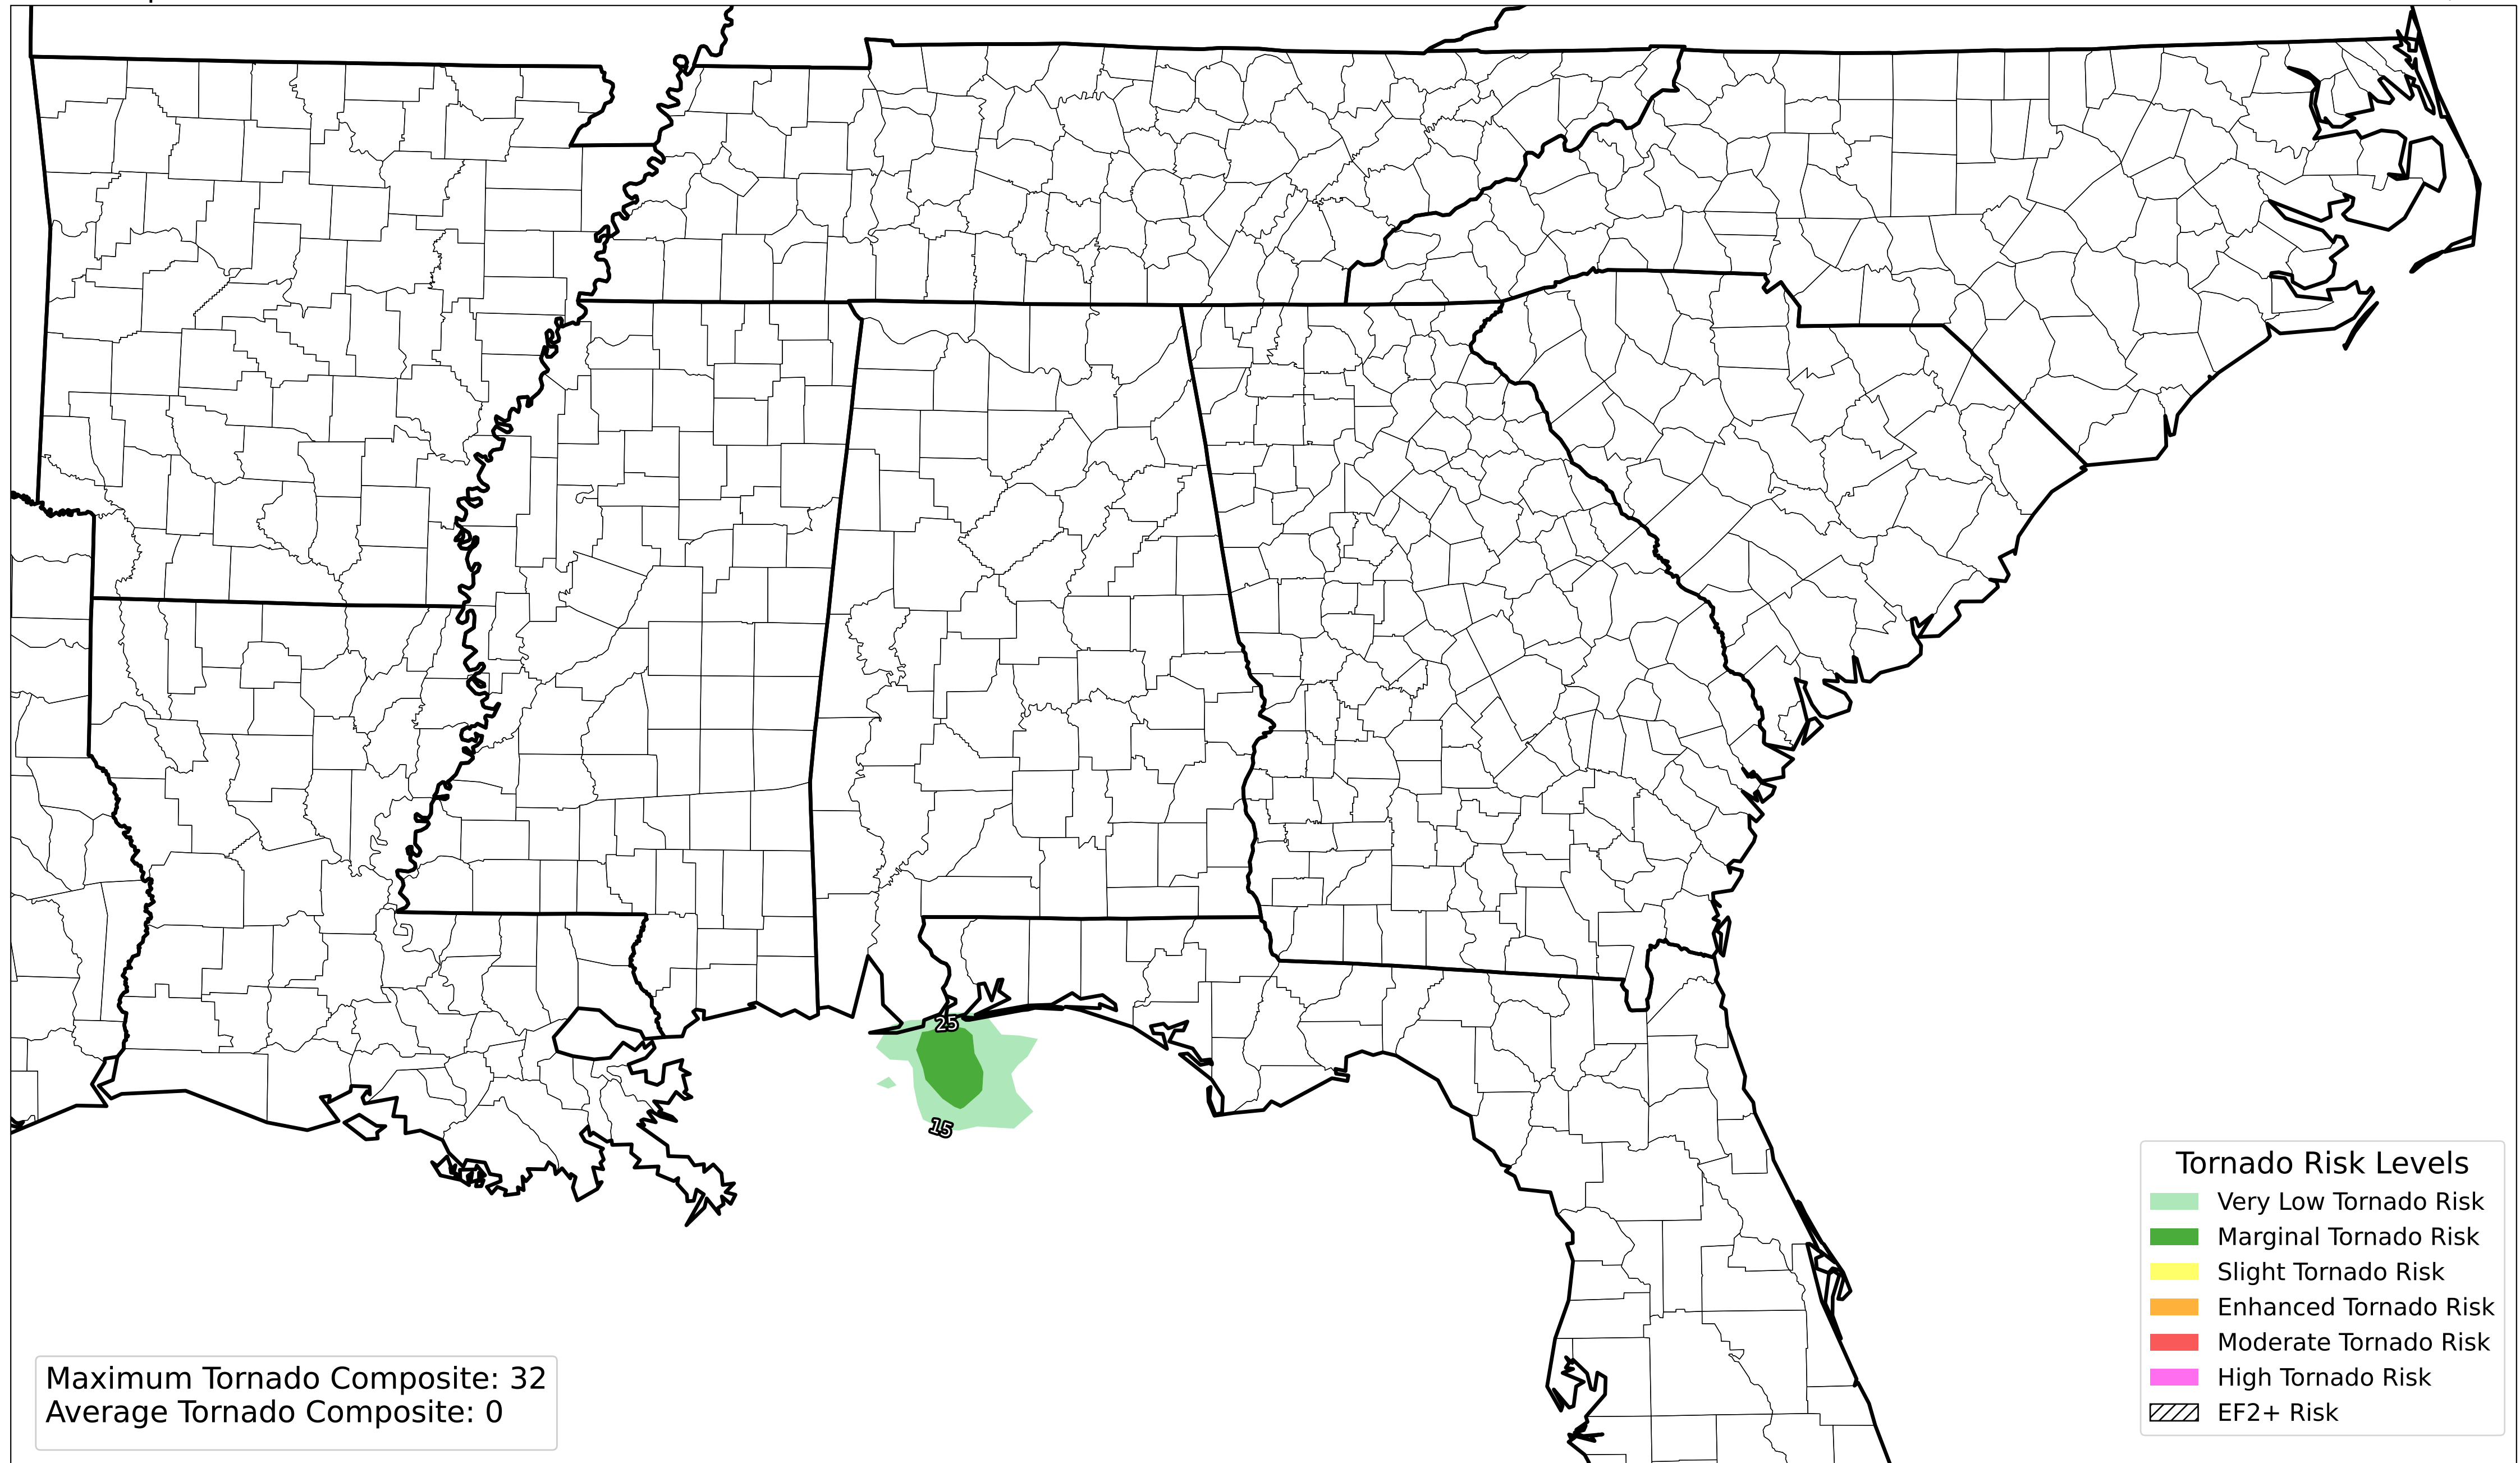 25
15
Tornado Risk Levels
Very Low Tornado Risk
Marginal Tornado Risk
Slight Tornado Risk
Enhanced Tornado Risk
Moderate Tornado Risk
High Tornado Risk
EF2+ Risk
Maximum Tornado Composite: 32
Average Tornado Composite: 0